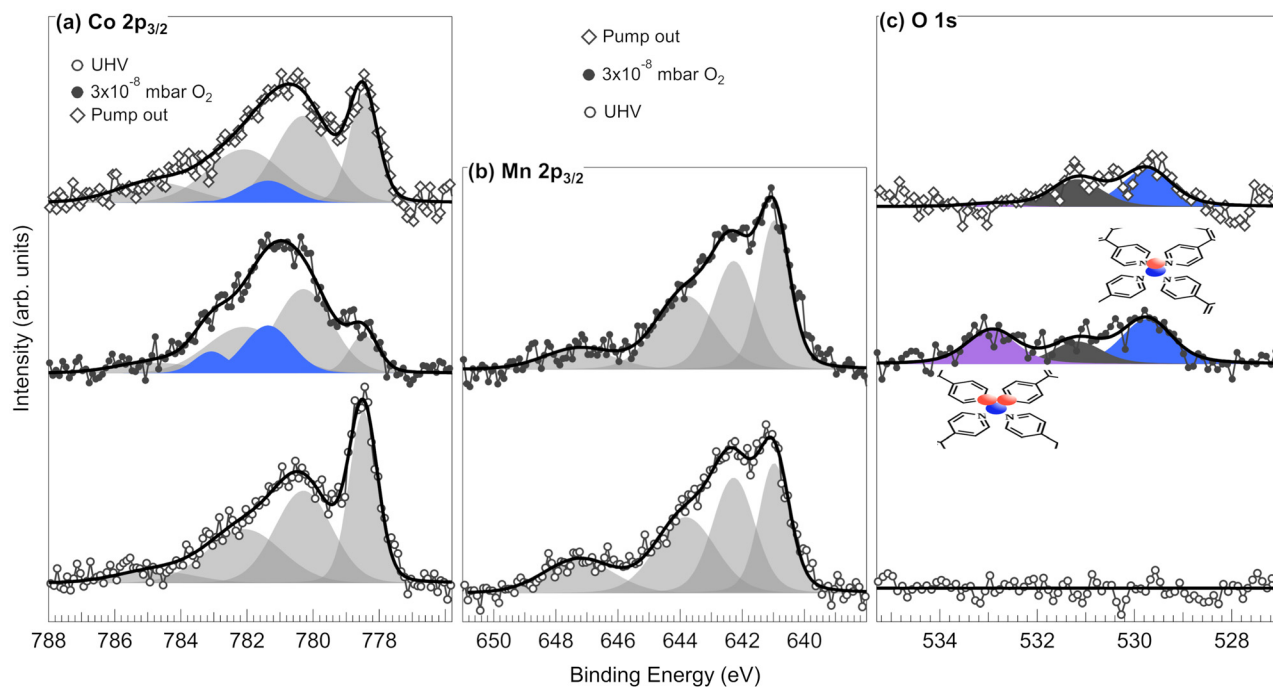 (a) Co 2p3/2
UHV
3x10-8 mbar O2
Pump out
Pump out
3x10-8 mbar O2
UHV
(b) Mn 2p3/2
(c) O 1s
N N
N N
N N
N N
Intensity (arb. units)
788 786 784 782 780 778
650 648 646 644 642 640
534 532 530 528
Binding Energy (eV)